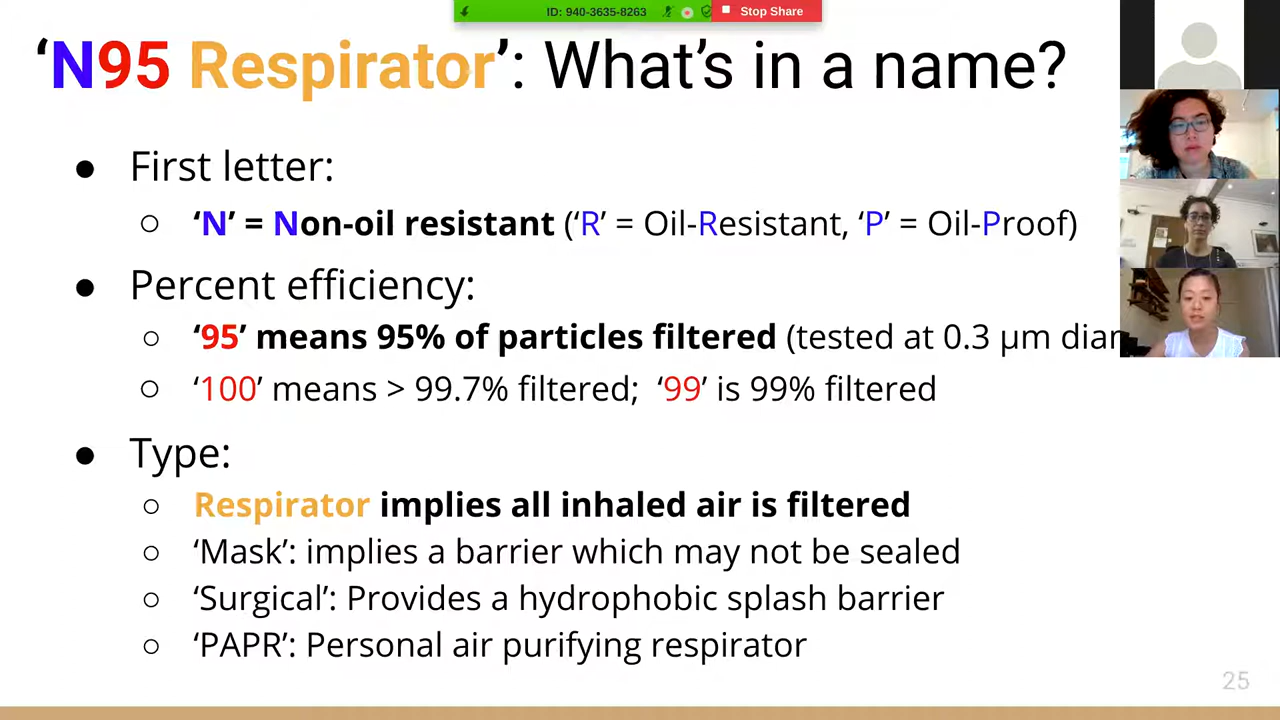 ID: 940-3635-8263 Stop Share
‘N95 Respirator’: What’s in a name?
● First letter:
○ ‘N’ = Non-oil resistant (‘R’ = Oil-Resistant, ‘P’ = Oil-Proof)
● Percent efficiency:
○ ‘95’ means 95% of particles filtered (tested at 0.3 µm
○ ‘100’ means > 99.7% filtered; ‘99’ is 99% filtered
● Type:
○ Respirator implies all inhaled air is filtered
○ ‘Mask’: implies a barrier which may not be sealed
○ ‘Surgical’: Provides a hydrophobic splash barrier
○ ‘PAPR’: Personal air purifying respirator
25